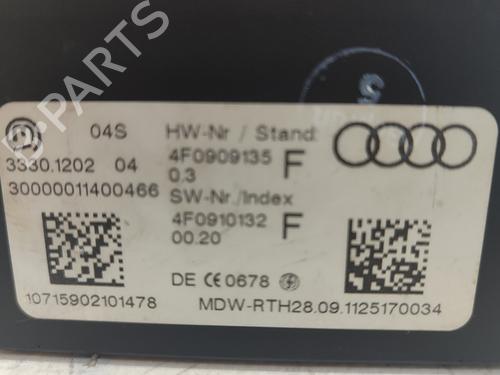 04S HW-Nr / Stand:
3330.1202 04 4F0909135 F
0.3
30000011400466 SW-Nr./Index
4F0910132 F
00.20
DE CE 0678
10715902101478 MDW-RTH28.09.1125170034
B-PARTS